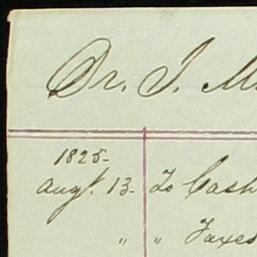 Dr. J. M
1825-
Augt. 13- To Cash
" " Taxes